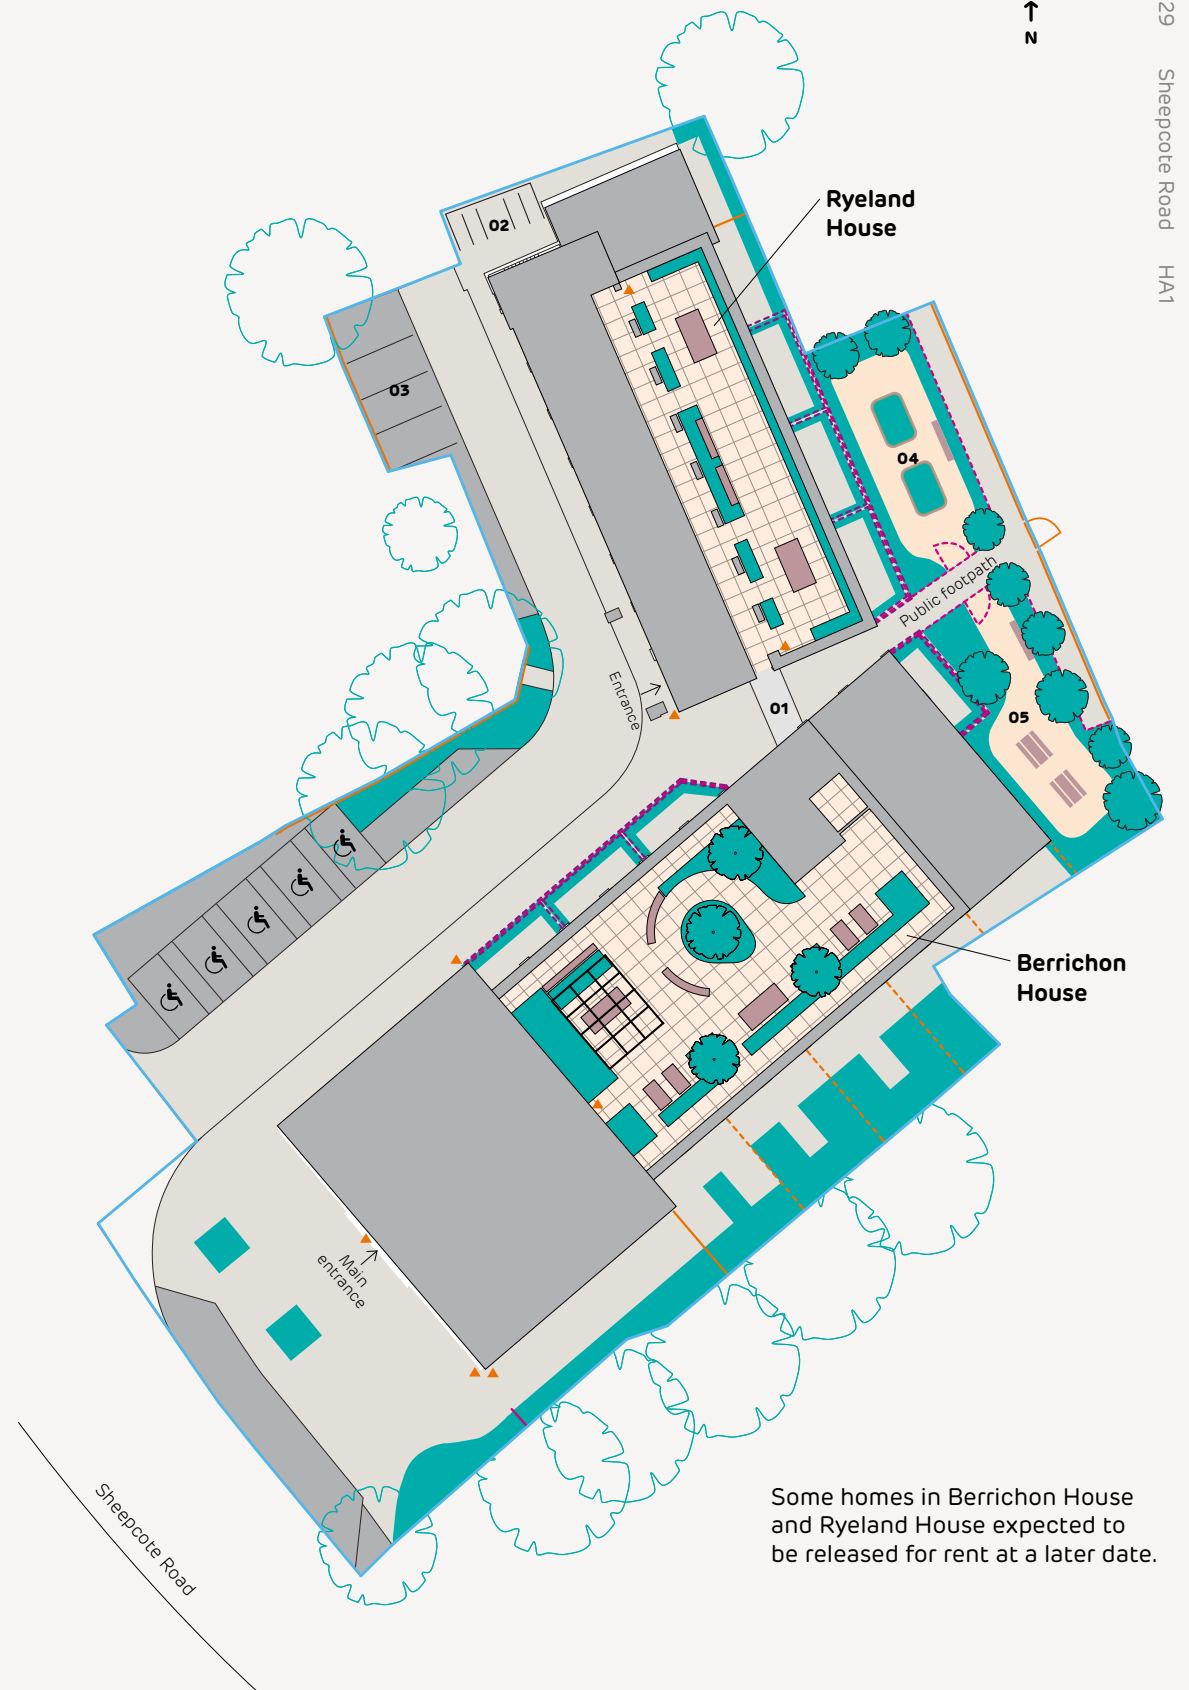 N
29 Sheepcote Road HA1
Ryeland
House
02
03
04
Public footpath
Entrance
01
05
Berrichon
House
Main
entrance
Sheepcote Road
Some homes in Berrichon House
and Ryeland House expected to
be released for rent at a later date.